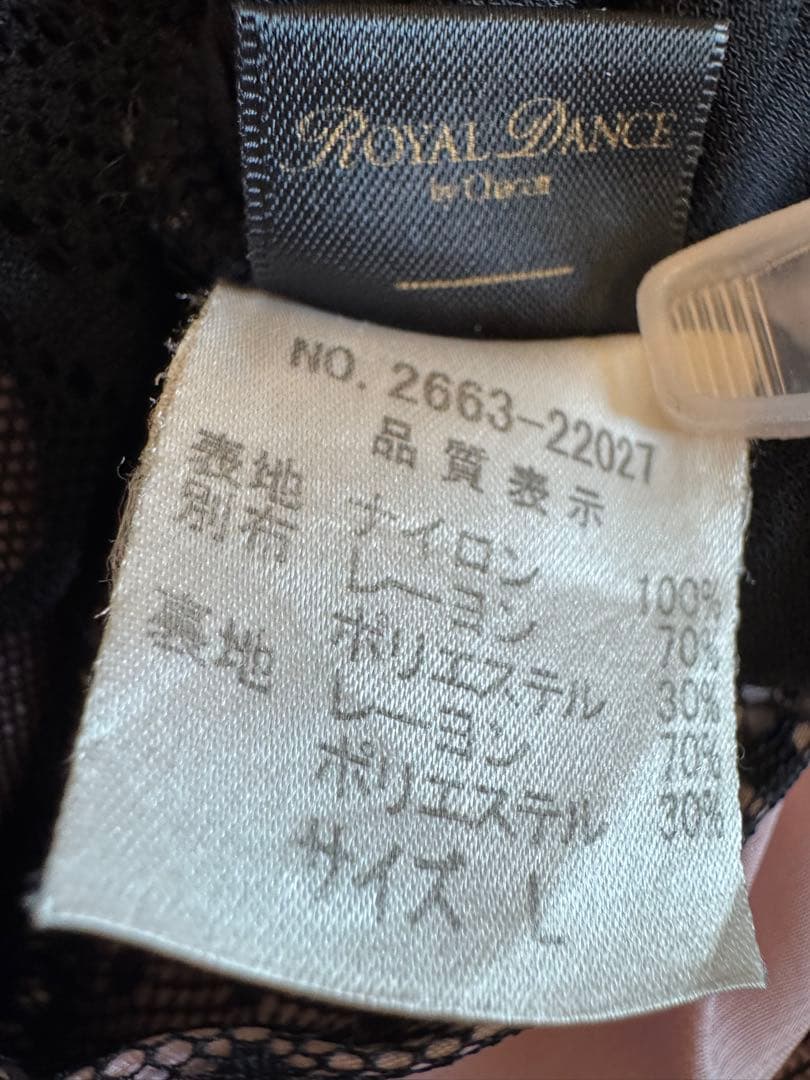 ROYAL DANCE
by Chacott
NO. 2663-22027
品質表示
表地 ナイロン 100%
別布 レーヨン 70%
ポリエステル 30%
裏地 レーヨン 70%
ポリエステル 30%
サイズ L